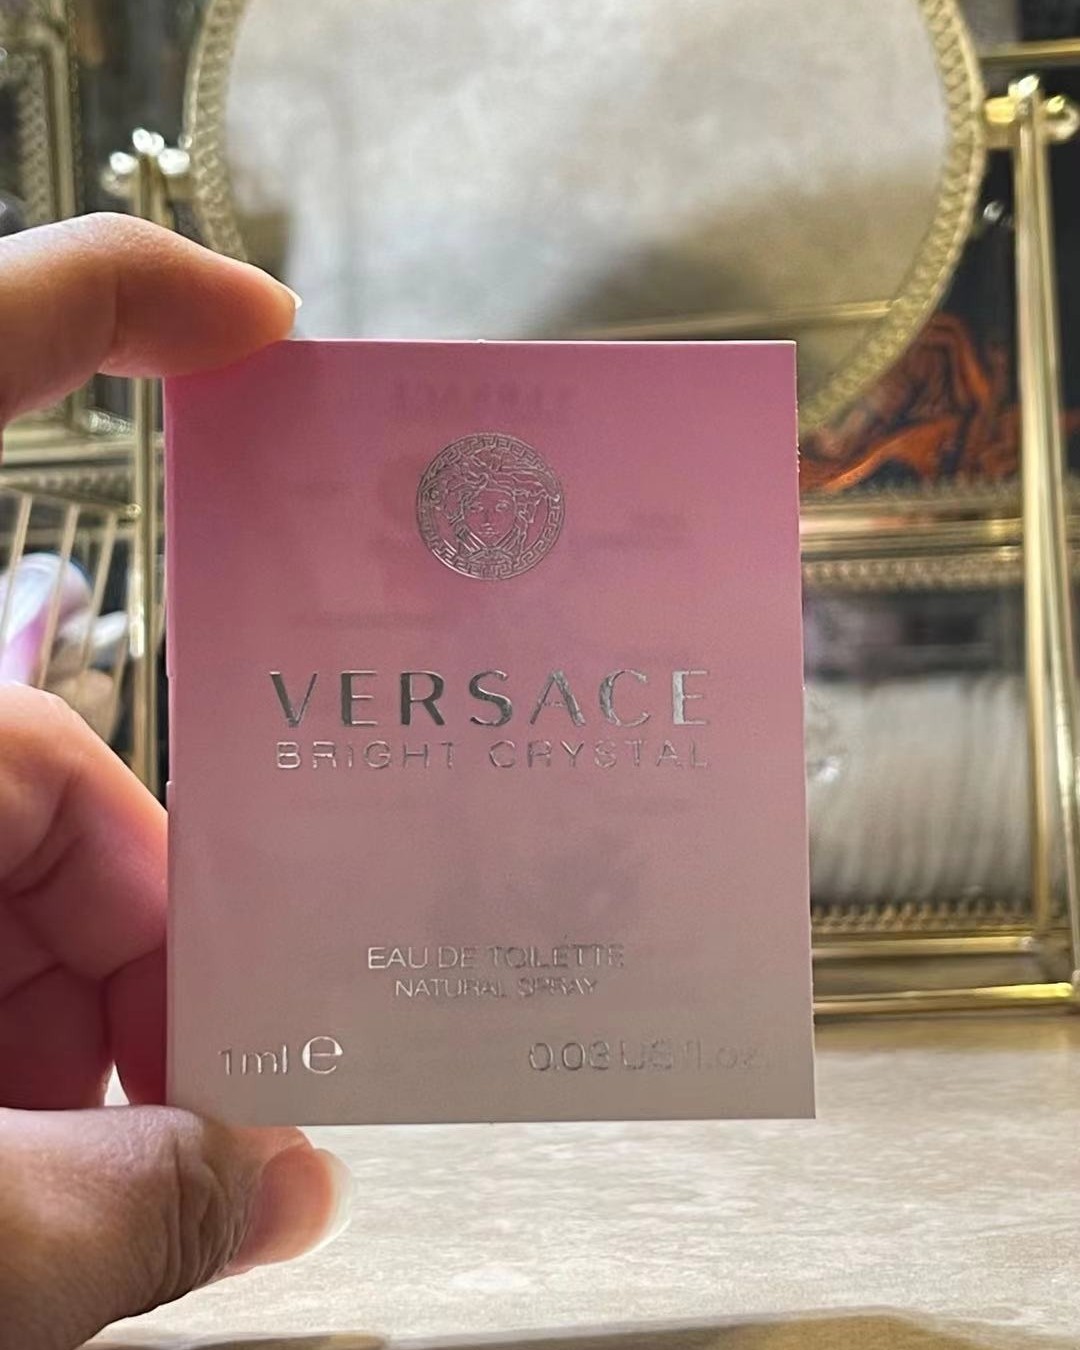 VERSACE
BRIGHT CRYSTAL
EAU DE TOILETTE
NATURAL SPRAY
1ml e
0.03 US fl.oz.